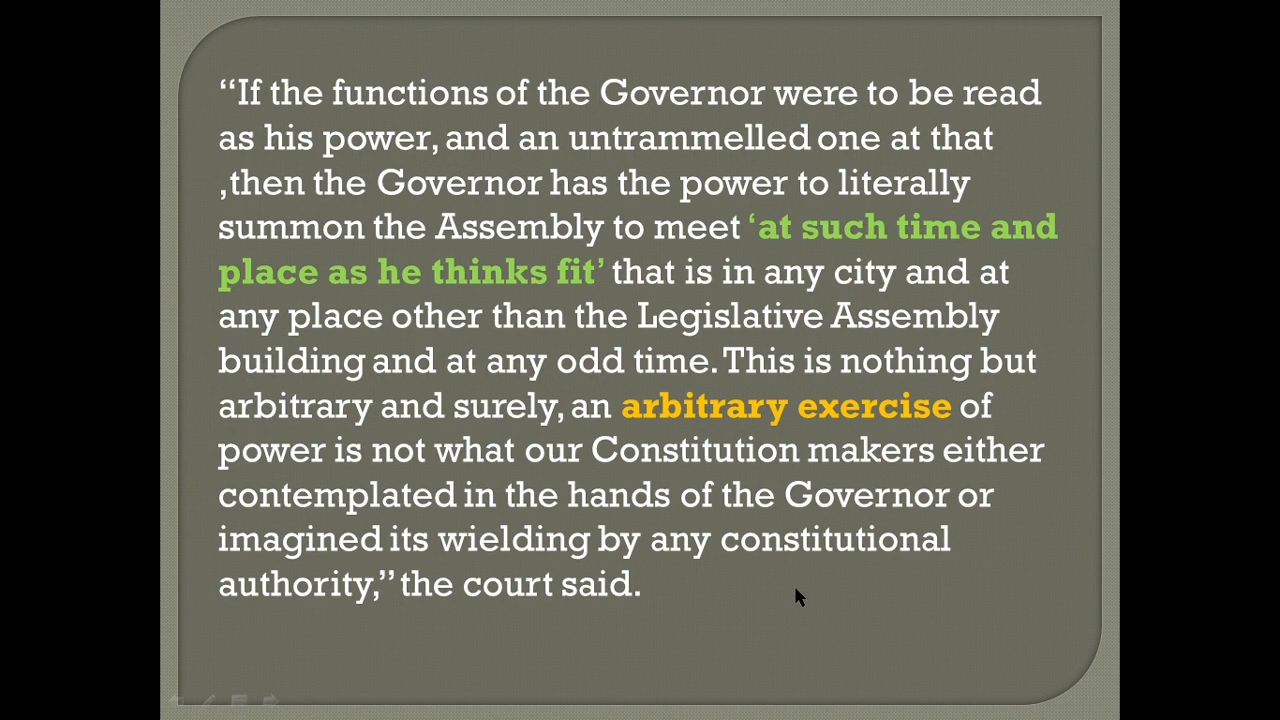 “If the functions of the Governor were to be read
as his power, and an untrammelled one at that
,then the Governor has the power to literally
summon the Assembly to meet ‘at such time and
place as he thinks fit’ that is in any city and at
any place other than the Legislative Assembly
building and at any odd time. This is nothing but
arbitrary and surely, an arbitrary exercise of
power is not what our Constitution makers either
contemplated in the hands of the Governor or
imagined its wielding by any constitutional
authority,” the court said.